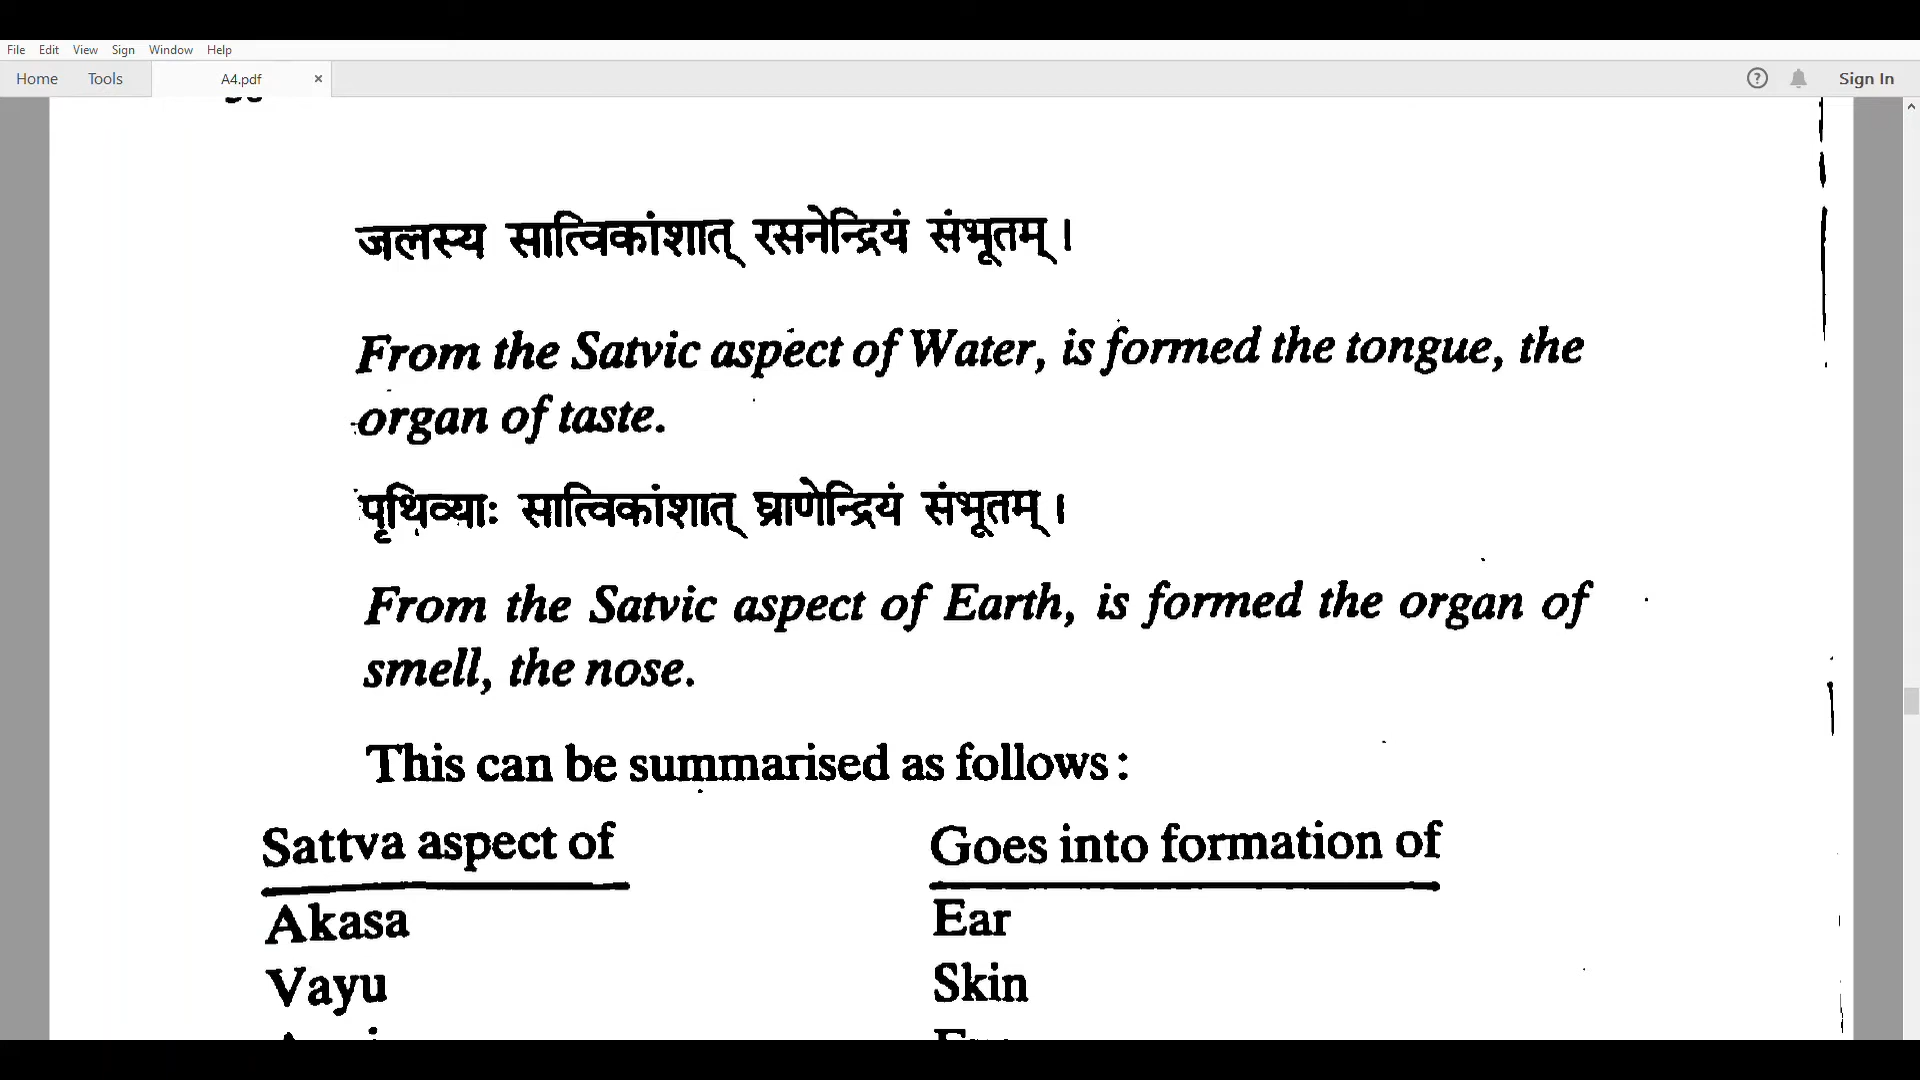 File Edit View Sign Window Help
Home Tools A4.pdf × ? Sign In
जलस्य सात्विकांशात् रसनेन्द्रियं संभूतम् ।
From the Satvic aspect of Water, is formed the tongue, the
organ of taste.
पृथिव्याः सात्विकांशात् घ्राणेन्द्रियं संभूतम् ।
From the Satvic aspect of Earth, is formed the organ of
smell, the nose.
This can be summarised as follows:
Sattva aspect of Goes into formation of
Akasa Ear
Vayu Skin